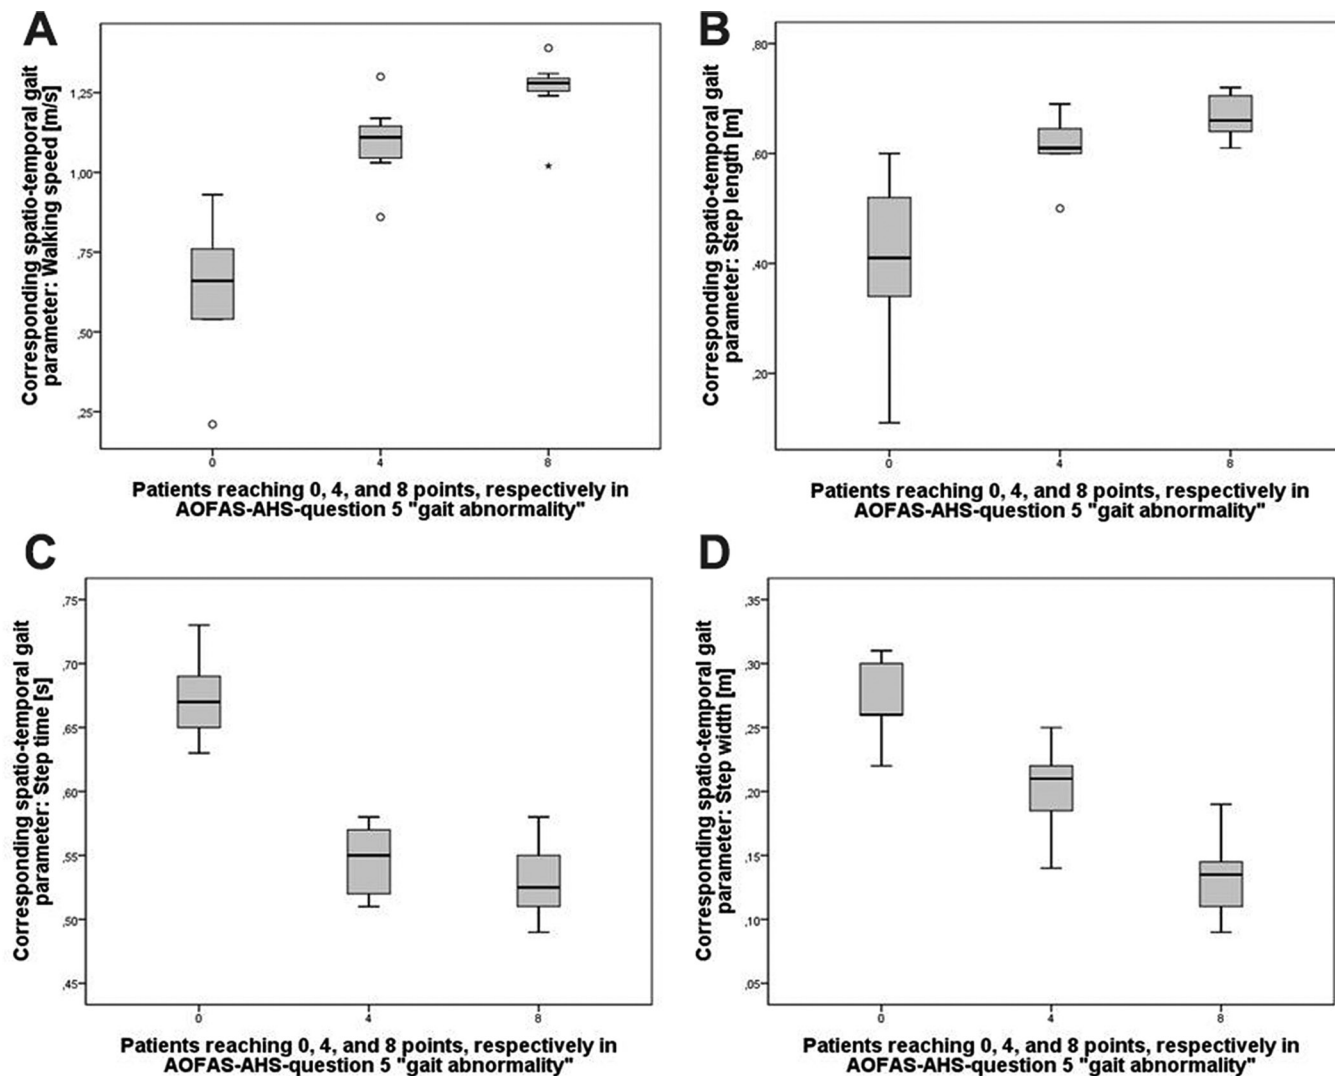 A
Corresponding spatio-temporal gait
parameter: Walking speed [m/s]
1,25
1,00
,75
,50
,25
0
4
8
Patients reaching 0, 4, and 8 points, respectively in
AOFAS-AHS-question 5 "gait abnormality"
B
Corresponding spatio-temporal gait
parameter: Step length [m]
,80
,60
,40
,20
0
4
8
Patients reaching 0, 4, and 8 points, respectively in
AOFAS-AHS-question 5 "gait abnormality"
C
Corresponding spatio-temporal gait
parameter: Step time [s]
,75
,70
,65
,60
,55
,50
,45
0
4
8
Patients reaching 0, 4, and 8 points, respectively in
AOFAS-AHS-question 5 "gait abnormality"
D
Corresponding spatio-temporal gait
parameter: Step width [m]
,35
,30
,25
,20
,15
,10
,05
0
4
8
Patients reaching 0, 4, and 8 points, respectively in
AOFAS-AHS-question 5 "gait abnormality"